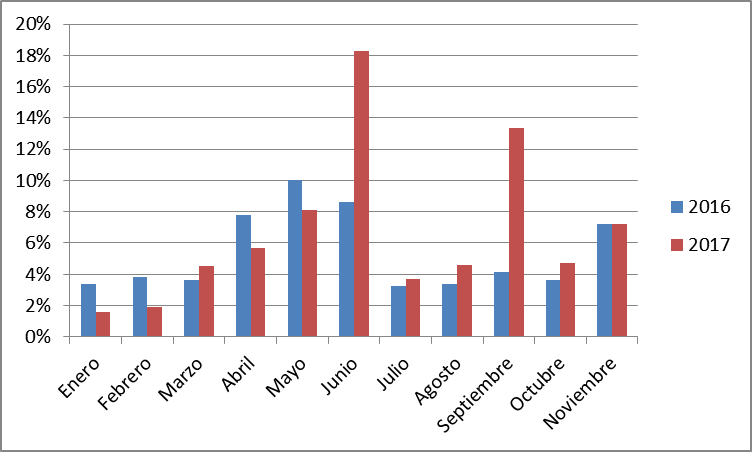 20%
18%
16%
14%
12%
10%
8%
6%
4%
2%
0%
Enero
Febrero
Marzo
Abril
Mayo
Junio
Julio
Agosto
Septiembre
Octubre
Noviembre
2016
2017